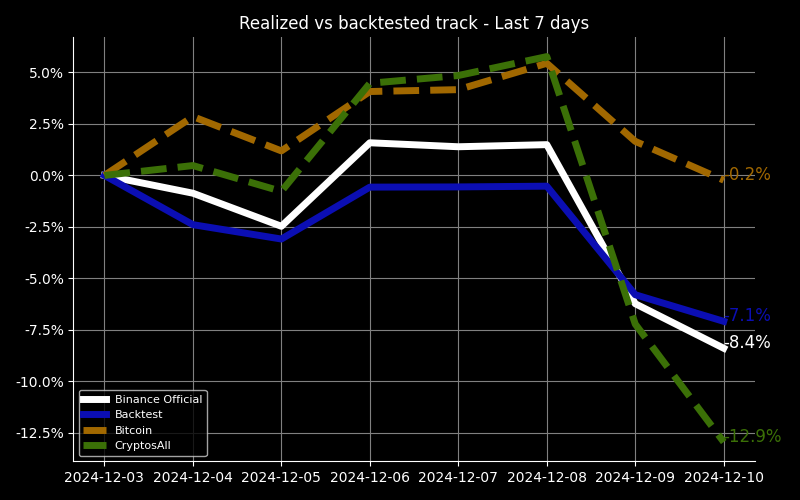 Realized vs backtested track - Last 7 days
5.0%
2.5%
0.0%
-2.5%
-5.0%
-7.5%
-10.0%
-12.5%
-0.2%
-7.1%
-8.4%
-12.9%
Binance Official
Backtest
Bitcoin
CryptosAll
2024-12-03 2024-12-04 2024-12-05 2024-12-06 2024-12-07 2024-12-08 2024-12-09 2024-12-10